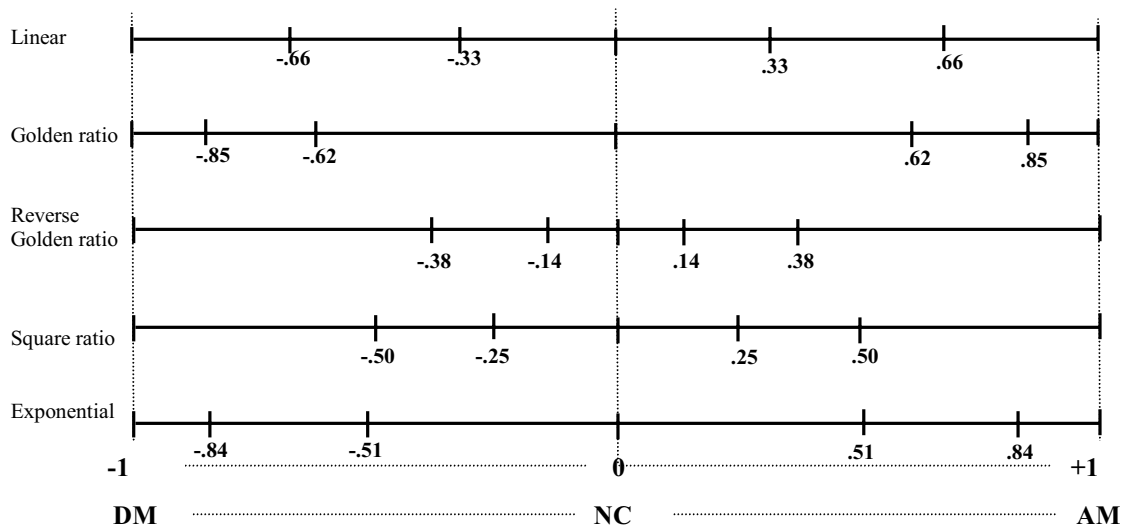 Linear
-.66 -.33 .33 .66
Golden ratio
-.85 -.62 .62 .85
Reverse
Golden ratio
-.38 -.14 .14 .38
Square ratio
-.50 -.25 .25 .50
Exponential
-.84 -.51 .51 .84
-1 0 +1
DM NC AM